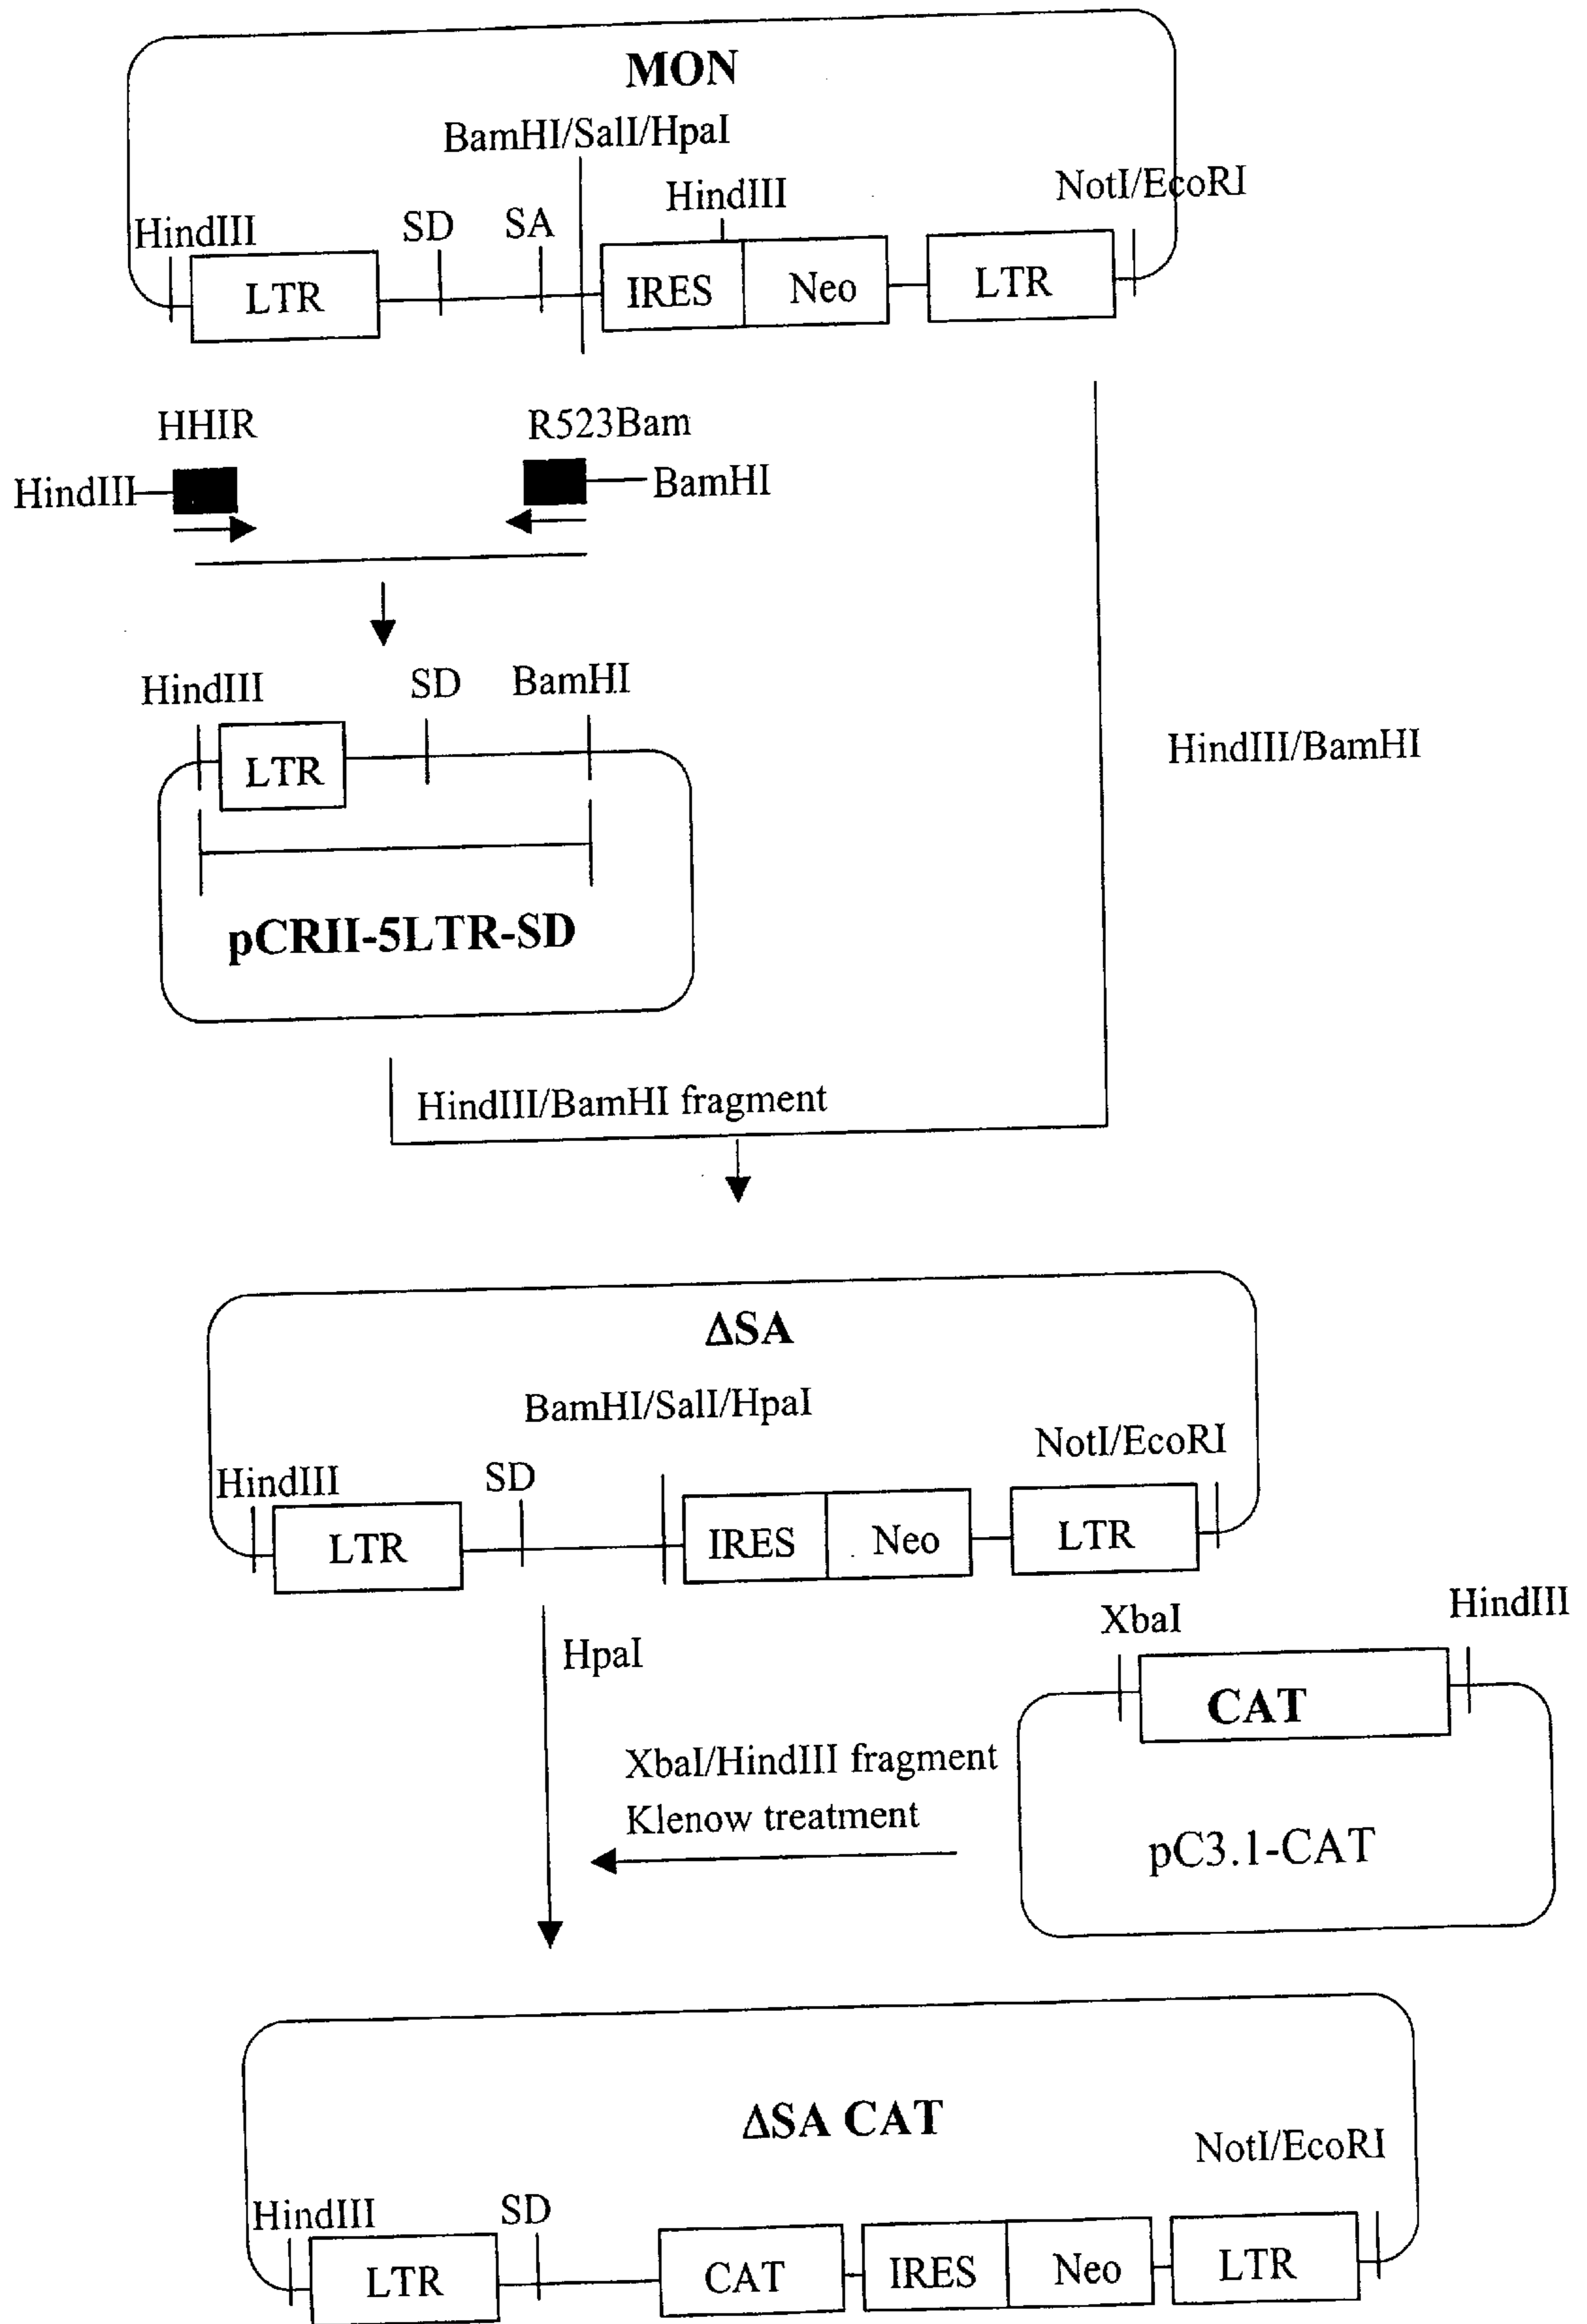 MON
BamHI/SalI/HpaI
HindIII
NotI/EcoRI
HindIII
SD
SA
LTR
IRES
Neo
LTR
HHIR
R523Bam
HindIII
BamHI
HindIII
SD
BamHI
LTR
HindIII/BamHI
pCRII-5LTR-SD
HindIII/BamHI fragment
ΔSA
BamHI/SalI/HpaI
NotI/EcoRI
HindIII
SD
LTR
IRES
Neo
LTR
XbaI
HindIII
HpaI
CAT
XbaI/HindIII fragment
Klenow treatment
pC3.1-CAT
ΔSA CAT
NotI/EcoRI
HindIII
SD
LTR
CAT
IRES
Neo
LTR